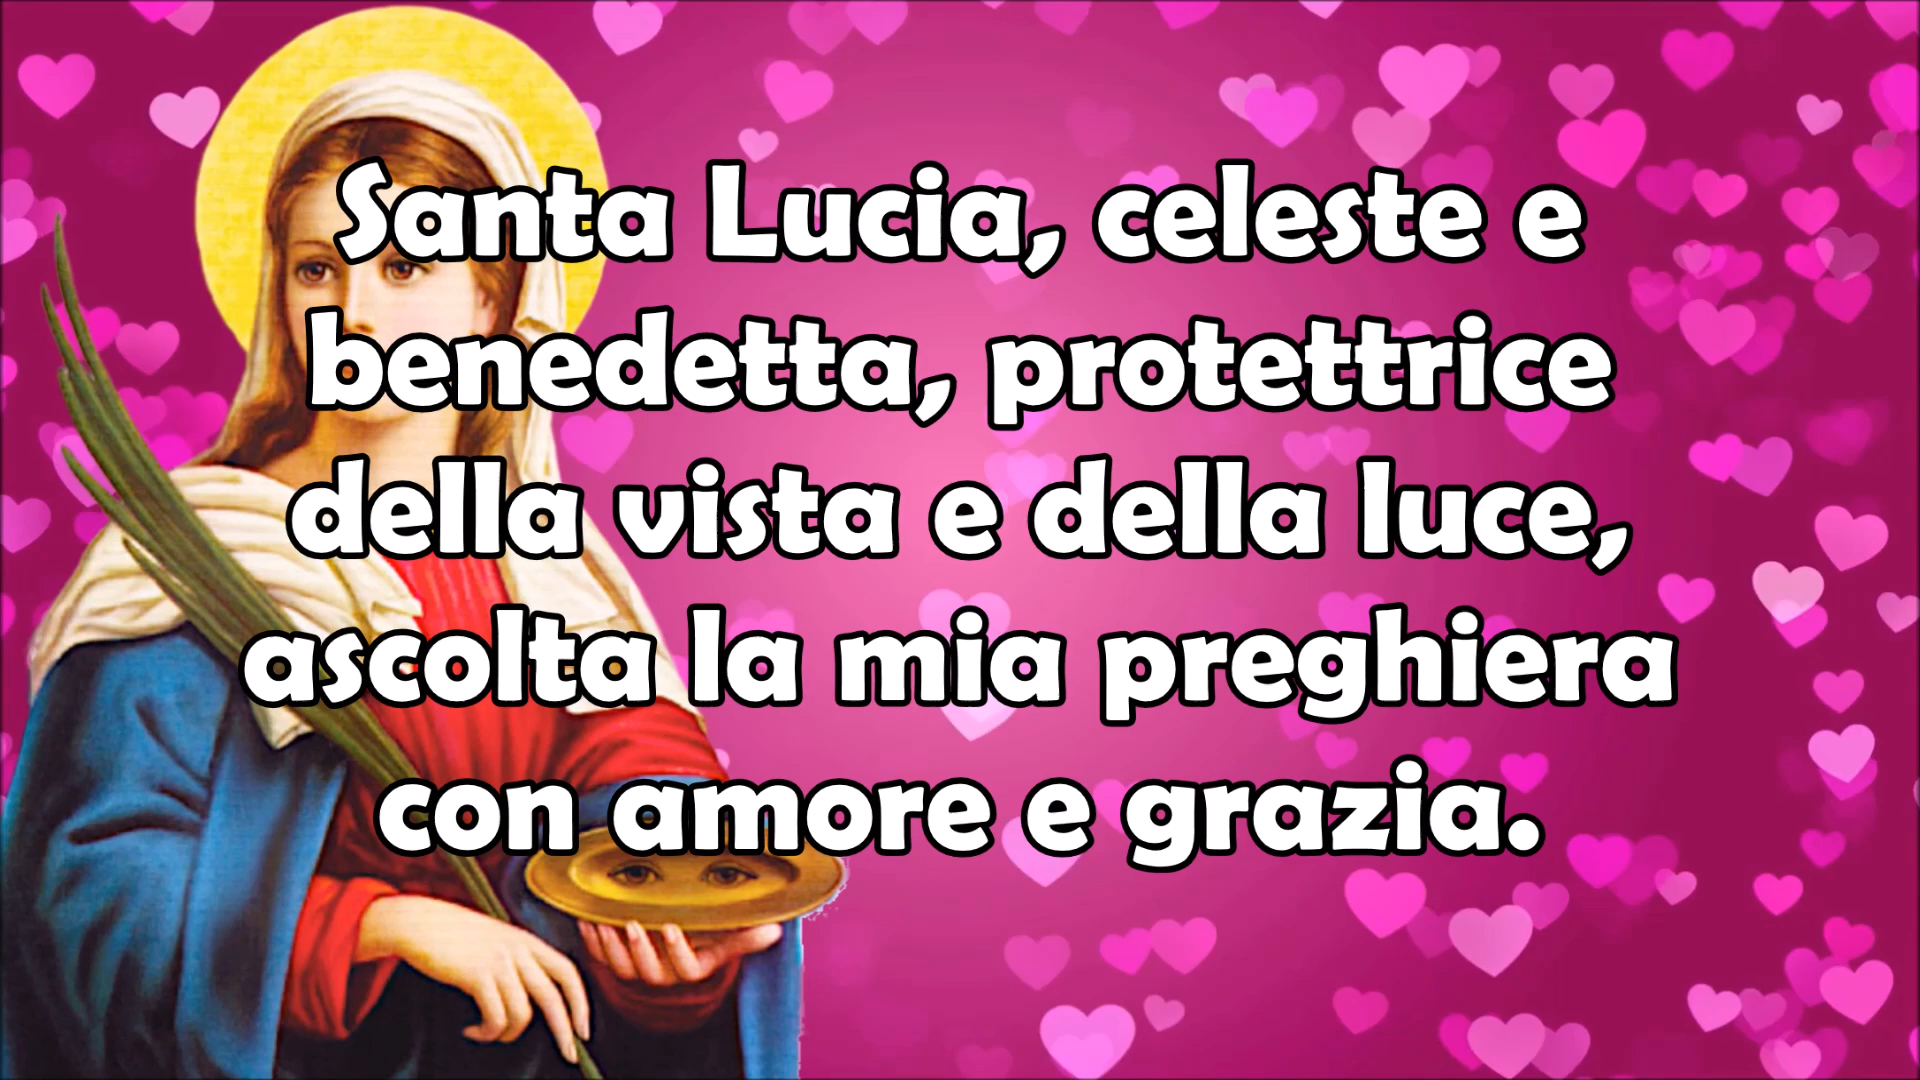 Santa Lucia, celeste e
benedetta, protettrice
della vista e della luce,
ascolta la mia preghiera
con amore e grazia.